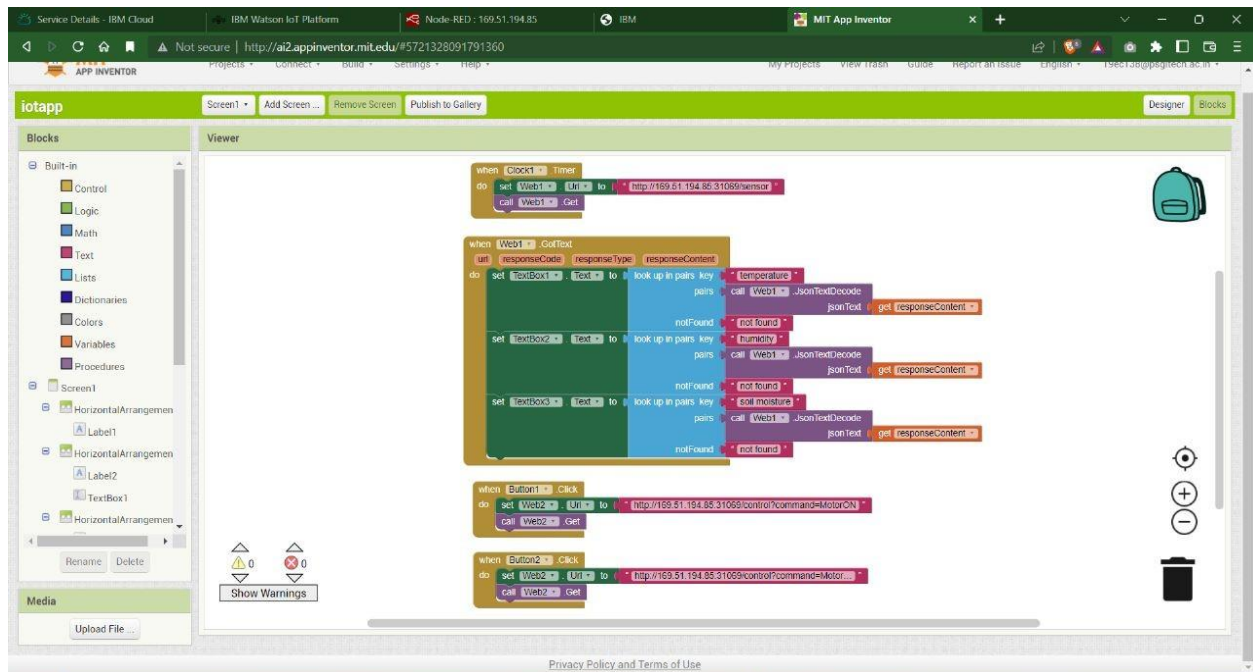 Service Details - IBM Cloud
IBM Watson IoT Platform
Node-RED : 169.51.194.85
IBM
MIT App Inventor
Not secure | http://ai2.appinventor.mit.edu/#5721328091791360
APP INVENTOR
Projects
Connect
Build
Settings
Help
My Projects
View Trash
Guide
Report an Issue
English
19ec138@psgitech.ac.in
iotapp
Screen1
Add Screen ...
Remove Screen
Publish to Gallery
Designer
Blocks
Blocks
Viewer
Built-in
Control
Logic
Math
Text
Lists
Dictionaries
Colors
Variables
Procedures
Screen1
HorizontalArrangemen
Label1
HorizontalArrangemen
Label2
TextBox1
HorizontalArrangemen
Rename
Delete
Media
Upload File ...
when Clock1 .Timer
do set Web1 . Url to " http://169.51.194.85:31069/sensor "
call Web1 .Get
when Web1 .GotText
url responseCode responseType responseContent
do set TextBox1 . Text to look up in pairs key " temperature "
pairs call Web1 .JsonTextDecode
jsonText get responseContent
notFound " not found "
set TextBox2 . Text to look up in pairs key " humidity "
pairs call Web1 .JsonTextDecode
jsonText get responseContent
notFound " not found "
set TextBox3 . Text to look up in pairs key " soil moisture "
pairs call Web1 .JsonTextDecode
jsonText get responseContent
notFound " not found "
when Button1 .Click
do set Web2 . Url to " http://169.51.194.85:31069/control?command=MotorON "
call Web2 .Get
when Button2 .Click
do set Web2 . Url to " http://169.51.194.85:31069/control?command=Motor... "
call Web2 .Get
0
0
Show Warnings
Privacy Policy and Terms of Use